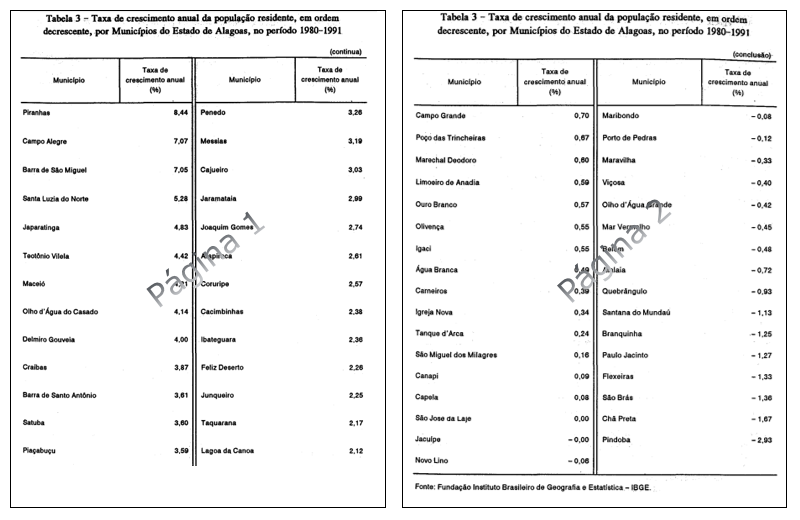 Tabela 3 – Taxa de crescimento anual da população residente, em ordem
decrescente, por Municípios do Estado de Alagoas, no período 1980–1991
(continua)
Município Taxa de crescimento anual (%) Município Taxa de crescimento anual (%)
Piranhas 8,44 Penedo 3,26
Campo Alegre 7,07 Messias 3,19
Barra de São Miguel 7,05 Cajueiro 3,03
Santa Luzia do Norte 5,28 Jaramataia 2,99
Japaratinga 4,83 Joaquim Gomes 2,74
Teotônio Vilela 4,42 Arapiraca 2,61
Maceió 4,21 Coruripe 2,57
Olho d'Água do Casado 4,14 Cacimbinhas 2,38
Delmiro Gouveia 4,00 Ibateguara 2,36
Craíbas 3,87 Feliz Deserto 2,26
Barra de Santo Antônio 3,61 Junqueiro 2,25
Satuba 3,60 Taquarana 2,17
Piaçabuçu 3,59 Lagoa da Canoa 2,12
Página 1
Tabela 3 – Taxa de crescimento anual da população residente, em ordem
decrescente, por Municípios do Estado de Alagoas, no período 1980–1991
(conclusão)
Município Taxa de crescimento anual (%) Município Taxa de crescimento anual (%)
Campo Grande 0,70 Maribondo – 0,08
Poço das Trincheiras 0,67 Porto de Pedras – 0,12
Marechal Deodoro 0,60 Maravilha – 0,33
Limoeiro de Anadia 0,59 Viçosa – 0,40
Ouro Branco 0,57 Olho d'Água Grande – 0,42
Olivença 0,55 Mar Vermelho – 0,45
Igaci 0,55 Belém – 0,48
Água Branca 0,49 Atalaia – 0,72
Carneiros 0,39 Quebrângulo – 0,93
Igreja Nova 0,34 Santana do Mundaú – 1,13
Tanque d'Arca 0,24 Branquinha – 1,25
São Miguel dos Milagres 0,16 Paulo Jacinto – 1,27
Canapi 0,09 Flexeiras – 1,33
Capela 0,08 São Brás – 1,36
São Jose da Laje 0,00 Chã Preta – 1,67
Jacuípe – 0,00 Pindoba – 2,93
Novo Lino – 0,06
Página 2
Fonte: Fundação Instituto Brasileiro de Geografia e Estatística – IBGE.